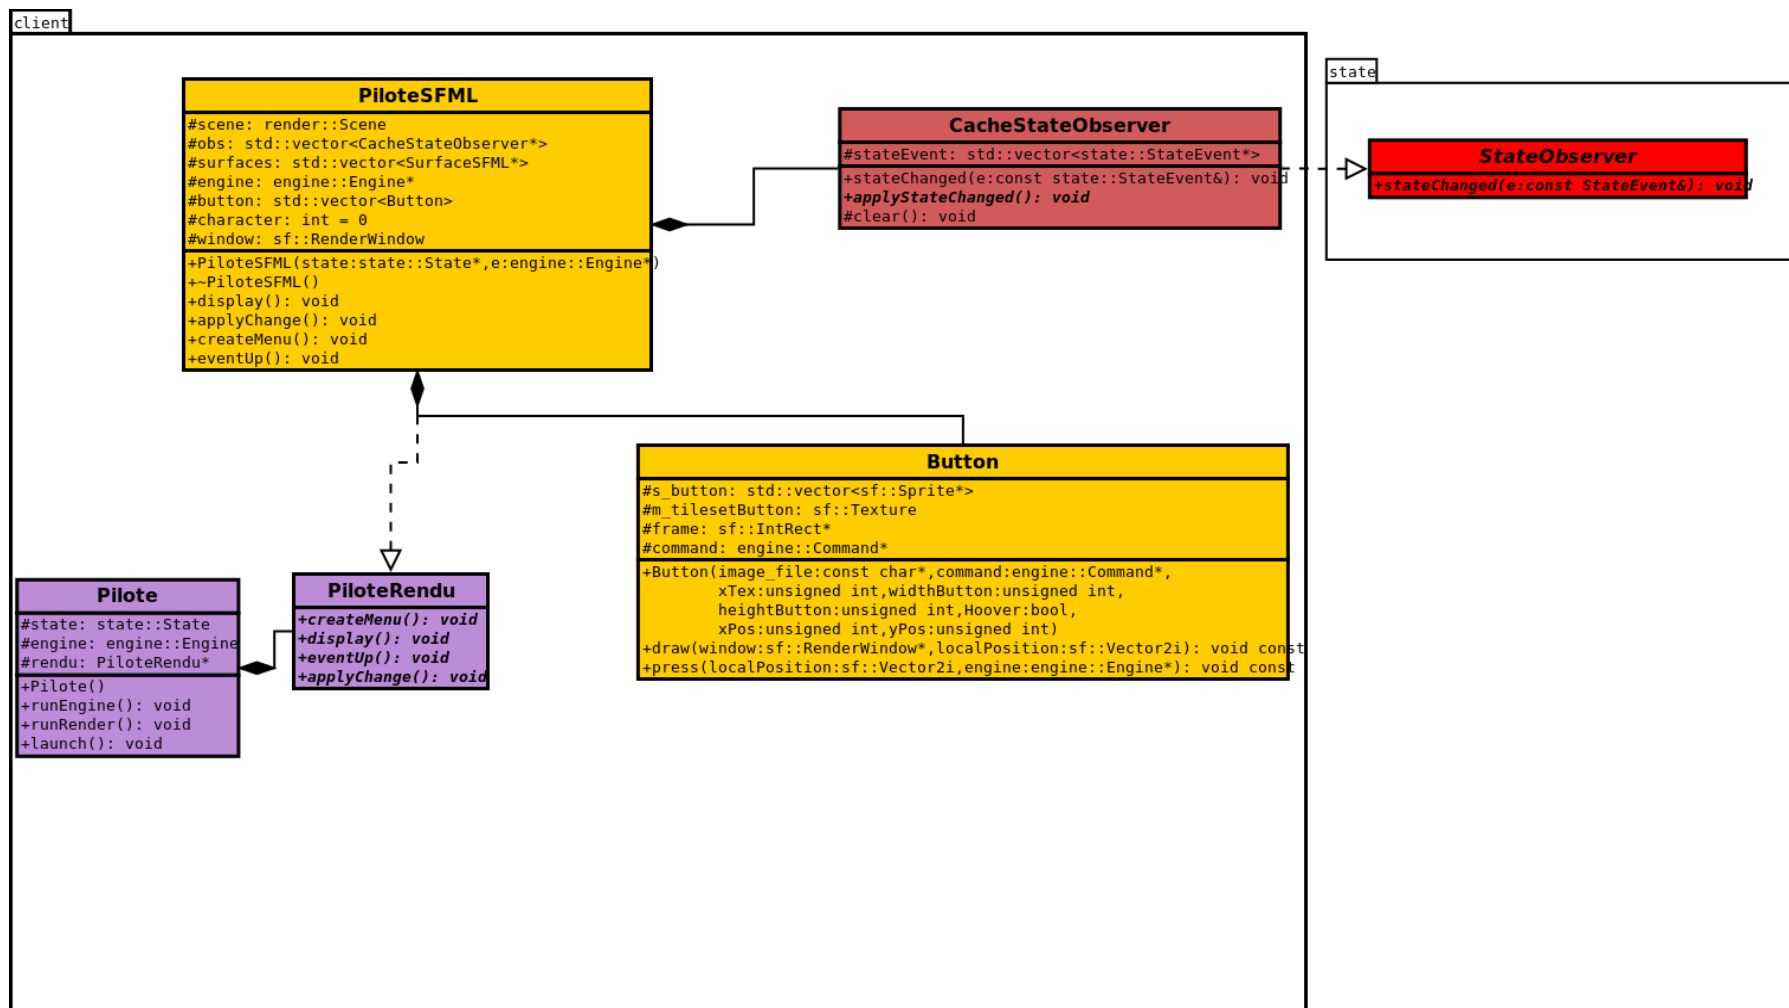 client
PiloteSFML
#scene: render::Scene
#obs: std::vector<CacheStateObserver*>
#surfaces: std::vector<SurfaceSFML*>
#engine: engine::Engine*
#button: std::vector<Button>
#character: int = 0
#window: sf::RenderWindow
+PiloteSFML(state:state::State*,e:engine::Engine*)
+~PiloteSFML()
+display(): void
+applyChange(): void
+createMenu(): void
+eventUp(): void
CacheStateObserver
#stateEvent: std::vector<state::StateEvent*>
+stateChanged(e:const state::StateEvent&): void
+applyStateChanged(): void
#clear(): void
state
StateObserver
+stateChanged(e:const StateEvent&): void
Button
#s_button: std::vector<sf::Sprite*>
#m_tilesetButton: sf::Texture
#frame: sf::IntRect*
#command: engine::Command*
+Button(image_file:const char*,command:engine::Command*,
xTex:unsigned int,widthButton:unsigned int,
heightButton:unsigned int,Hoover:bool,
xPos:unsigned int,yPos:unsigned int)
+draw(window:sf::RenderWindow*,localPosition:sf::Vector2i): void const
+press(localPosition:sf::Vector2i,engine:engine::Engine*): void const
Pilote
#state: state::State
#engine: engine::Engine
#rendu: PiloteRendu*
+Pilote()
+runEngine(): void
+runRender(): void
+launch(): void
PiloteRendu
+createMenu(): void
+display(): void
+eventUp(): void
+applyChange(): void